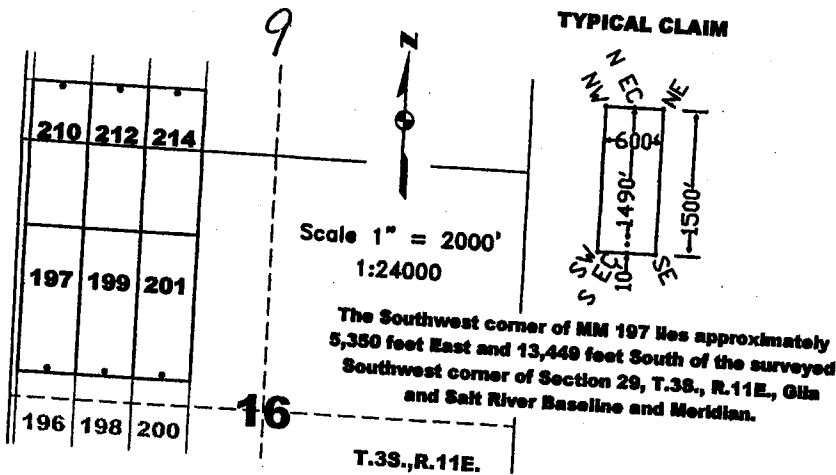 9
TYPICAL CLAIM
N
N EC
NW
NE
600'
1490'
1500'
SW
S EC
10
SE
210 212 214
Scale 1" = 2000'
1:24000
197 199 201
The Southwest corner of MM 197 lies approximately
5,350 feet East and 13,449 feet South of the surveyed
Southwest corner of Section 29, T.3S., R.11E., Gila
and Salt River Baseline and Meridian.
16
196 198 200
T.3S.,R.11E.